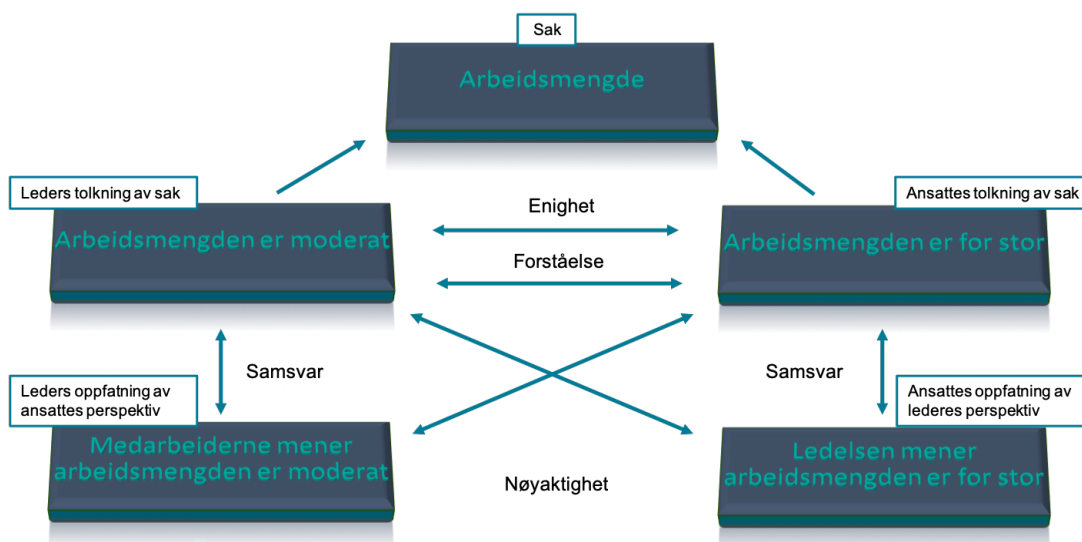 Sak
Arbeidsmengde
Leders tolkning av sak
Ansattes tolkning av sak
Enighet
Arbeidsmengden er moderat
Arbeidsmengden er for stor
Forståelse
Samsvar
Samsvar
Leders oppfatning av
ansattes perspektiv
Ansattes oppfatning av
lederes perspektiv
Medarbeiderne mener
arbeidsmengden er moderat
Ledelsen mener
arbeidsmengden er for stor
Nøyaktighet